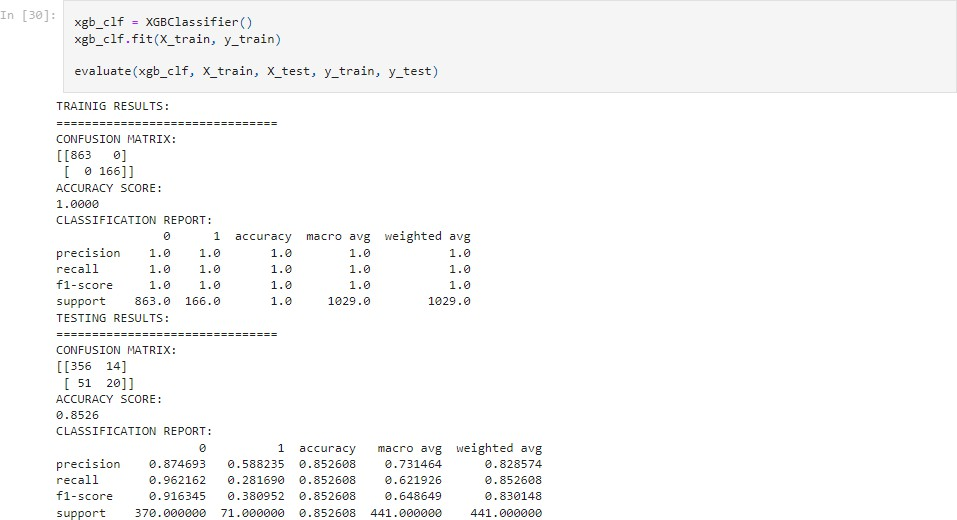 In [30]:
xgb_clf = XGBClassifier()
xgb_clf.fit(X_train, y_train)
evaluate(xgb_clf, X_train, X_test, y_train, y_test)
TRAINIG RESULTS:
===============================
CONFUSION MATRIX:
[[863   0]
 [  0 166]]
ACCURACY SCORE:
1.0000
CLASSIFICATION REPORT:
               0      1  accuracy  macro avg  weighted avg
precision    1.0    1.0       1.0        1.0           1.0
recall       1.0    1.0       1.0        1.0           1.0
f1-score     1.0    1.0       1.0        1.0           1.0
support    863.0  166.0       1.0     1029.0        1029.0
TESTING RESULTS:
===============================
CONFUSION MATRIX:
[[356  14]
 [ 51  20]]
ACCURACY SCORE:
0.8526
CLASSIFICATION REPORT:
                    0          1  accuracy   macro avg  weighted avg
precision    0.874693   0.588235  0.852608    0.731464      0.828574
recall       0.962162   0.281690  0.852608    0.621926      0.852608
f1-score     0.916345   0.380952  0.852608    0.648649      0.830148
support    370.000000  71.000000  0.852608  441.000000    441.000000